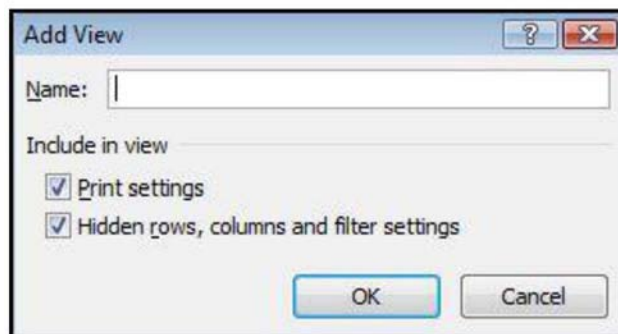 Add View
?
Name:
Include in view
Print settings
Hidden rows, columns and filter settings
OK Cancel